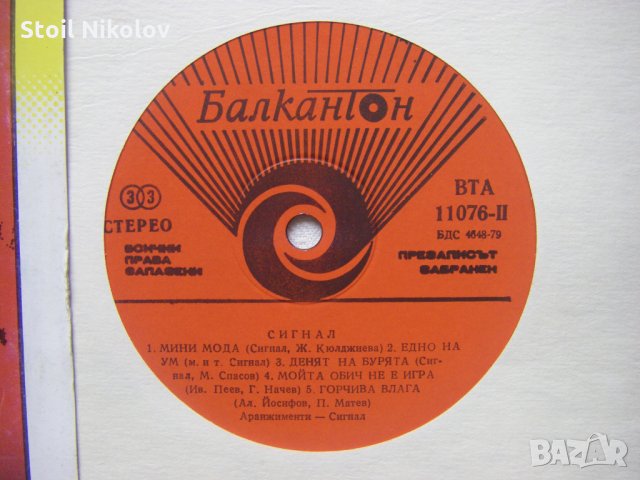 Stoil Nikolov
Балкантон
33
СТЕРЕО
ВСИЧКИ
ПРАВА
ЗАПАЗЕНИ
ВТА
11076-II
БДС 4648-79
ПРЕЗАПИСЪТ
ЗАБРАНЕН
СИГНАЛ
1. МИНИ МОДА (Сигнал, Ж. Кюлджиева) 2. ЕДНО НА
УМ (м. и т. Сигнал) 3. ДЕНЯТ НА БУРЯТА (Сиг-
нал, М. Спасов) 4. МОЙТА ОБИЧ НЕ Е ИГРА
(Ив. Пеев, Г. Начев) 5. ГОРЧИВА ВЛАГА
(Ал. Йосифов, П. Матев)
Аранжименти — Сигнал
BAZAR